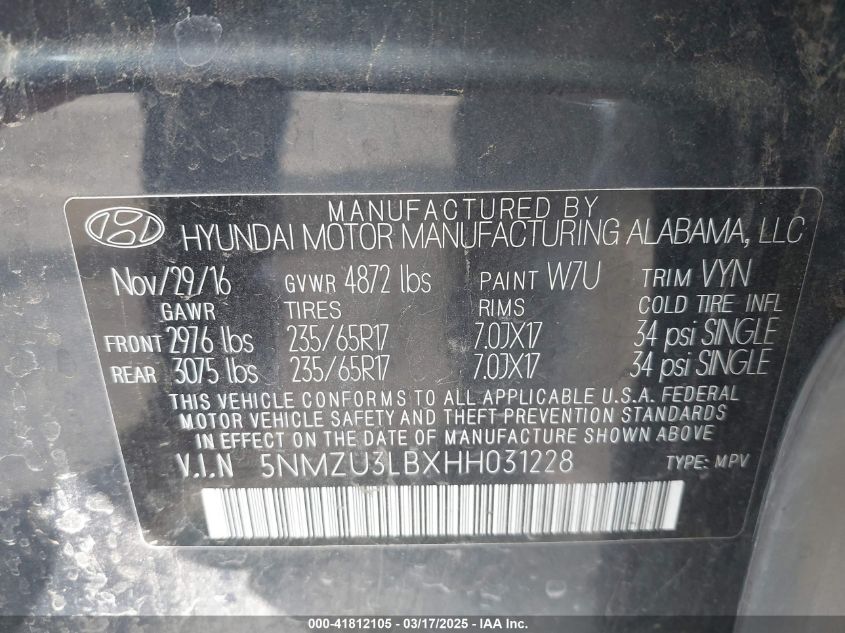 MANUFACTURED BY
HYUNDAI MOTOR MANUFACTURING ALABAMA, LLC
Nov/29/16 GVWR 4872 lbs PAINT W7U TRIM VYN
GAWR TIRES RIMS COLD TIRE INFL
FRONT 2976 lbs 235/65R17 7.0JX17 34 psi SINGLE
REAR 3075 lbs 235/65R17 7.0JX17 34 psi SINGLE
THIS VEHICLE CONFORMS TO ALL APPLICABLE U.S.A. FEDERAL
MOTOR VEHICLE SAFETY AND THEFT PREVENTION STANDARDS
IN EFFECT ON THE DATE OF MANUFACTURE SHOWN ABOVE
V.I.N 5NMZU3LBXHH031228 TYPE: MPV
000-41812105 - 03/17/2025 - IAA Inc.